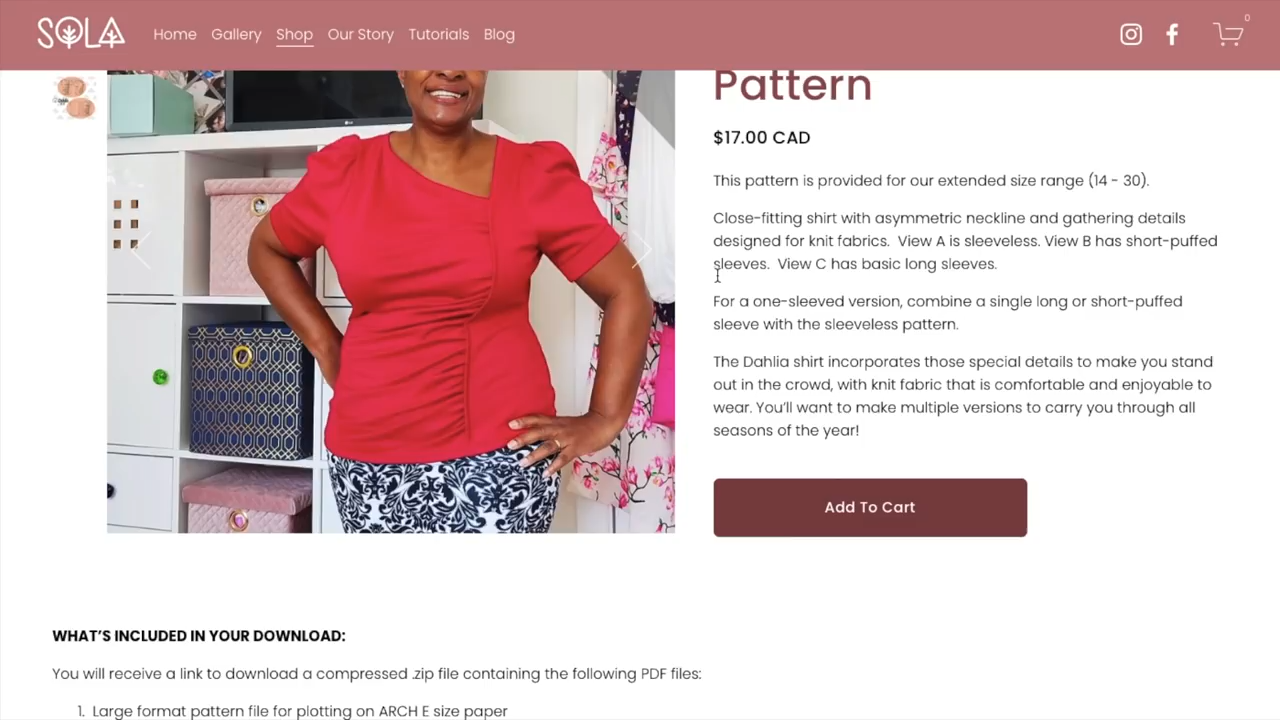 SOLA
Home Gallery Shop Our Story Tutorials Blog
0
Pattern
$17.00 CAD
This pattern is provided for our extended size range (14 - 30).
Close-fitting shirt with asymmetric neckline and gathering details
designed for knit fabrics. View A is sleeveless. View B has short-puffed
sleeves. View C has basic long sleeves.
For a one-sleeved version, combine a single long or short-puffed
sleeve with the sleeveless pattern.
The Dahlia shirt incorporates those special details to make you stand
out in the crowd, with knit fabric that is comfortable and enjoyable to
wear. You’ll want to make multiple versions to carry you through all
seasons of the year!
Add To Cart
WHAT’S INCLUDED IN YOUR DOWNLOAD:
You will receive a link to download a compressed .zip file containing the following PDF files:
1. Large format pattern file for plotting on ARCH E size paper